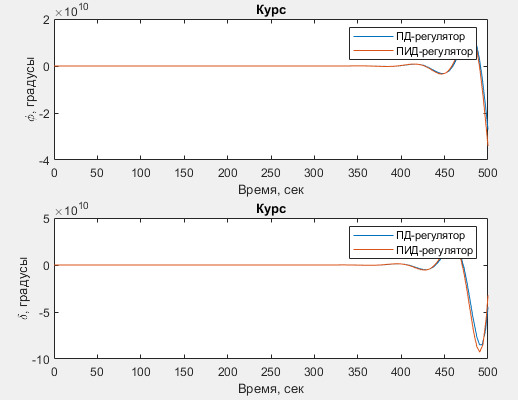 ×10^10
Курс
2
0
-2
-4
ϕ, градусы
ПД-регулятор
ПИД-регулятор
0 50 100 150 200 250 300 350 400 450 500
Время, сек
×10^10
Курс
5
0
-5
-10
δ, градусы
ПД-регулятор
ПИД-регулятор
0 50 100 150 200 250 300 350 400 450 500
Время, сек